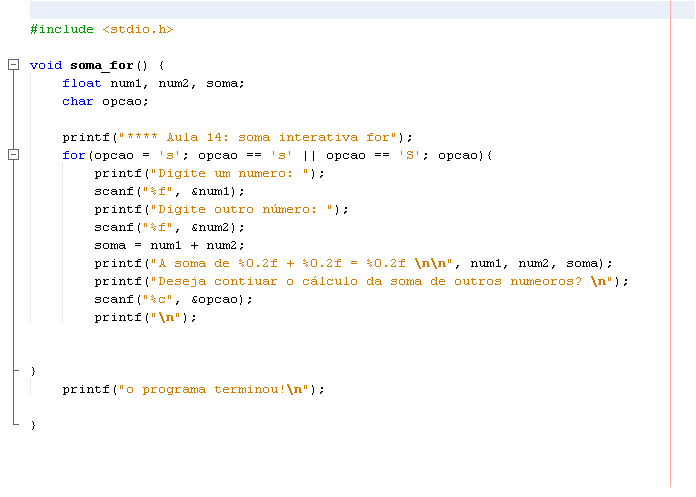 #include <stdio.h>
void soma_for() {
float num1, num2, soma;
char opcao;
printf("**** Aula 14: soma interativa for");
for(opcao = 's'; opcao == 's' || opcao == 'S'; opcao){
printf("Digite um numero: ");
scanf("%f", &num1);
printf("Digite outro número: ");
scanf("%f", &num2);
soma = num1 + num2;
printf("A soma de %0.2f + %0.2f = %0.2f \n\n", num1, num2, soma);
printf("Deseja contiuar o cálculo da soma de outros numeoros? \n");
scanf("%c", &opcao);
printf("\n");
}
printf("o programa terminou!\n");
}